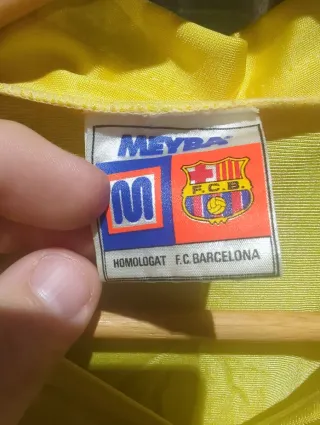 MEYBA
M
F.C.B.
HOMOLOGAT F.C. BARCELONA